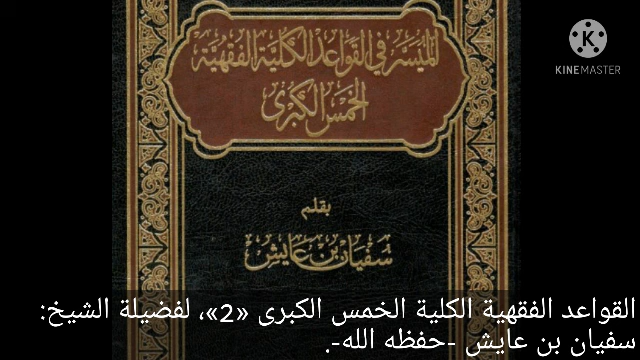 الميسر في القواعد الكلية الفقهية
الخمس الكبرى
KINEMASTER
بقلم
سفيان بن عايش
القواعد الفقهية الكلية الخمس الكبرى «2»، لفضيلة الشيخ:
سفيان بن عايش -حفظه الله-.